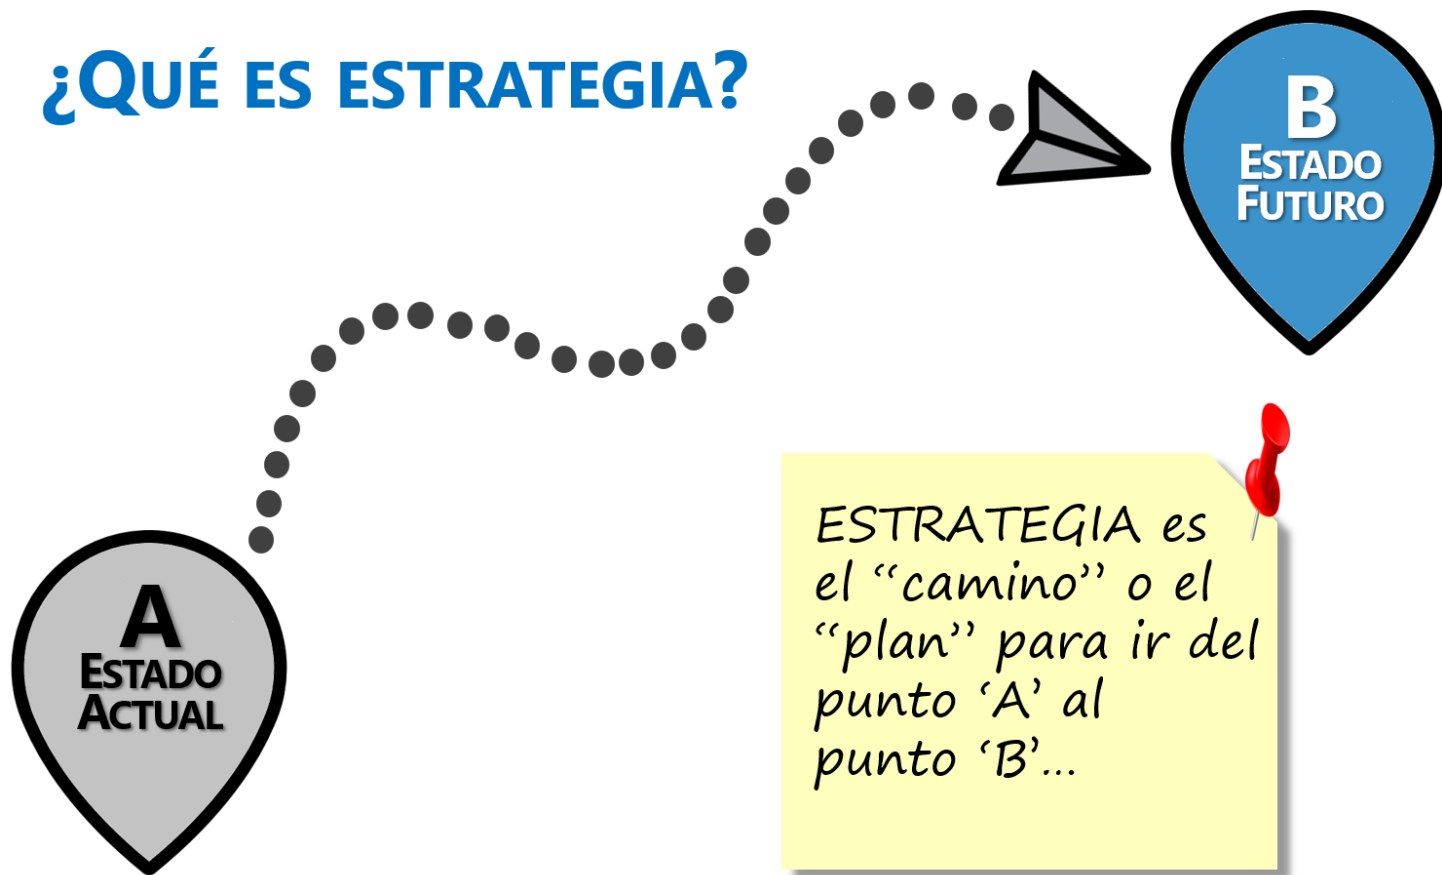 ¿QUÉ ES ESTRATEGIA?
B
ESTADO
FUTURO
A
ESTADO
ACTUAL
ESTRATEGIA es
el “camino” o el
“plan” para ir del
punto ‘A’ al
punto ‘B’...